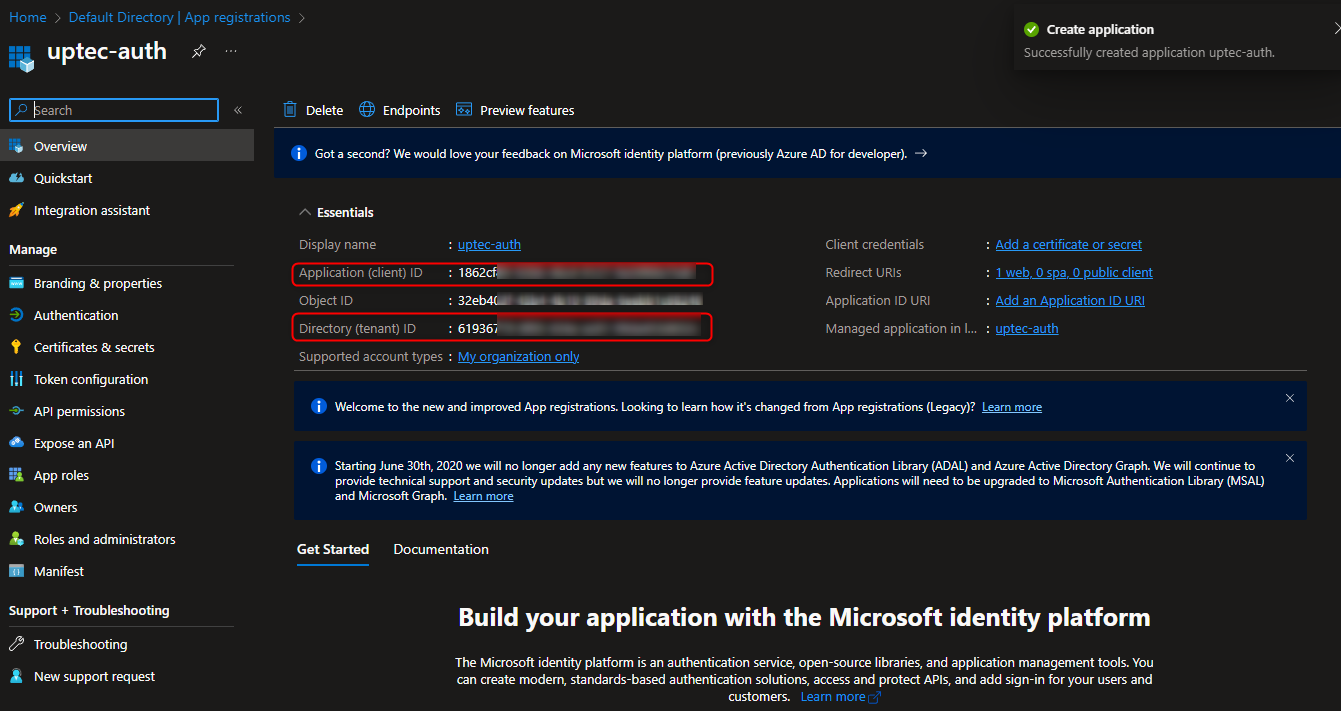 Home > Default Directory | App registrations >
uptec-auth
Create application
Successfully created application uptec-auth.
Search
Overview
Quickstart
Integration assistant
Manage
Branding & properties
Authentication
Certificates & secrets
Token configuration
API permissions
Expose an API
App roles
Owners
Roles and administrators
Manifest
Support + Troubleshooting
Troubleshooting
New support request
Delete
Endpoints
Preview features
Got a second? We would love your feedback on Microsoft identity platform (previously Azure AD for developer). →
Essentials
Display name : uptec-auth
Application (client) ID : 1862cf
Object ID : 32eb40
Directory (tenant) ID : 619367
Supported account types : My organization only
Client credentials : Add a certificate or secret
Redirect URIs : 1 web, 0 spa, 0 public client
Application ID URI : Add an Application ID URI
Managed application in l... : uptec-auth
Welcome to the new and improved App registrations. Looking to learn how it's changed from App registrations (Legacy)? Learn more
Starting June 30th, 2020 we will no longer add any new features to Azure Active Directory Authentication Library (ADAL) and Azure Active Directory Graph. We will continue to
provide technical support and security updates but we will no longer provide feature updates. Applications will need to be upgraded to Microsoft Authentication Library (MSAL)
and Microsoft Graph. Learn more
Get Started
Documentation
Build your application with the Microsoft identity platform
The Microsoft identity platform is an authentication service, open-source libraries, and application management tools. You
can create modern, standards-based authentication solutions, access and protect APIs, and add sign-in for your users and
customers. Learn more